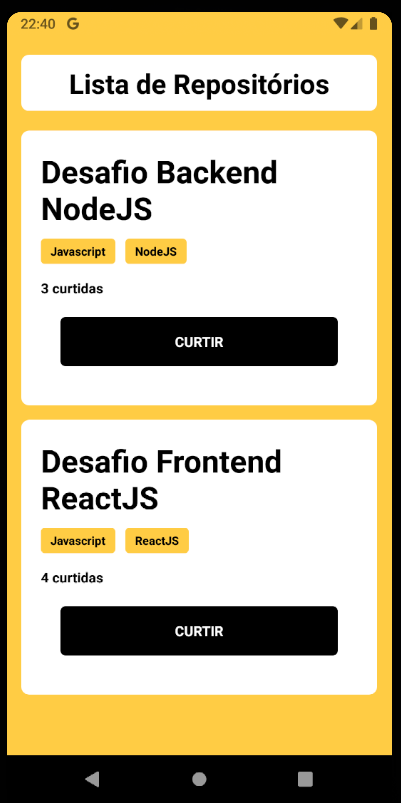 22:40 G
Lista de Repositórios
Desafio Backend
NodeJS
Javascript NodeJS
3 curtidas
CURTIR
Desafio Frontend
ReactJS
Javascript ReactJS
4 curtidas
CURTIR